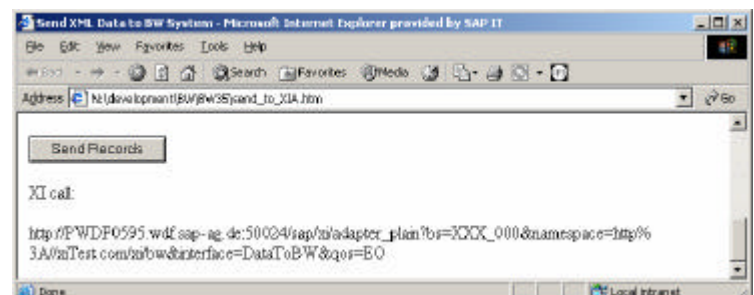 Send XML Data to BW System - Microsoft Internet Explorer provided by SAP IT
File Edit View Favorites Tools Help
Search Favorites Media
Address N:\development\BW\BW35\send_to_XIA.htm Go
Send Records
XI call:
http://PWDF0595.wdf.sap-ag.de:50024/sap/xi/adapter_plain?bs=XXX_000&namespace=http%
3A//xiTest.com/xi/bw&interface=DataToBW&qos=EO
Done Local intranet